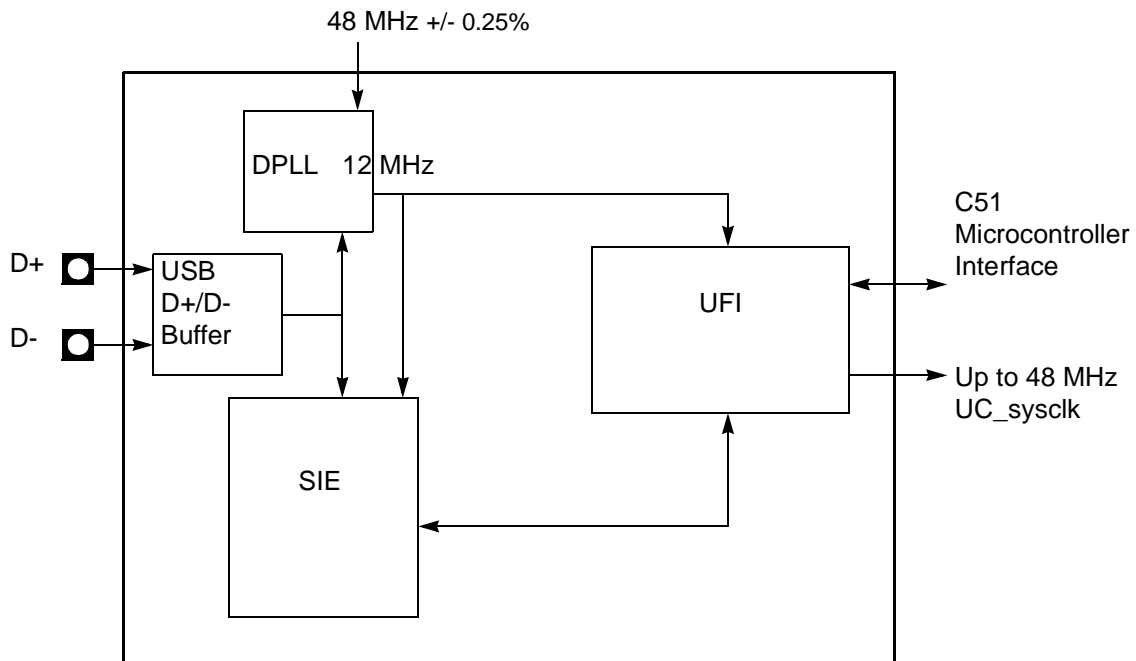 48 MHz +/- 0.25%
DPLL 12 MHz
C51
Microcontroller
Interface
D+
USB
D+/D-
Buffer
UFI
D-
Up to 48 MHz
UC_sysclk
SIE